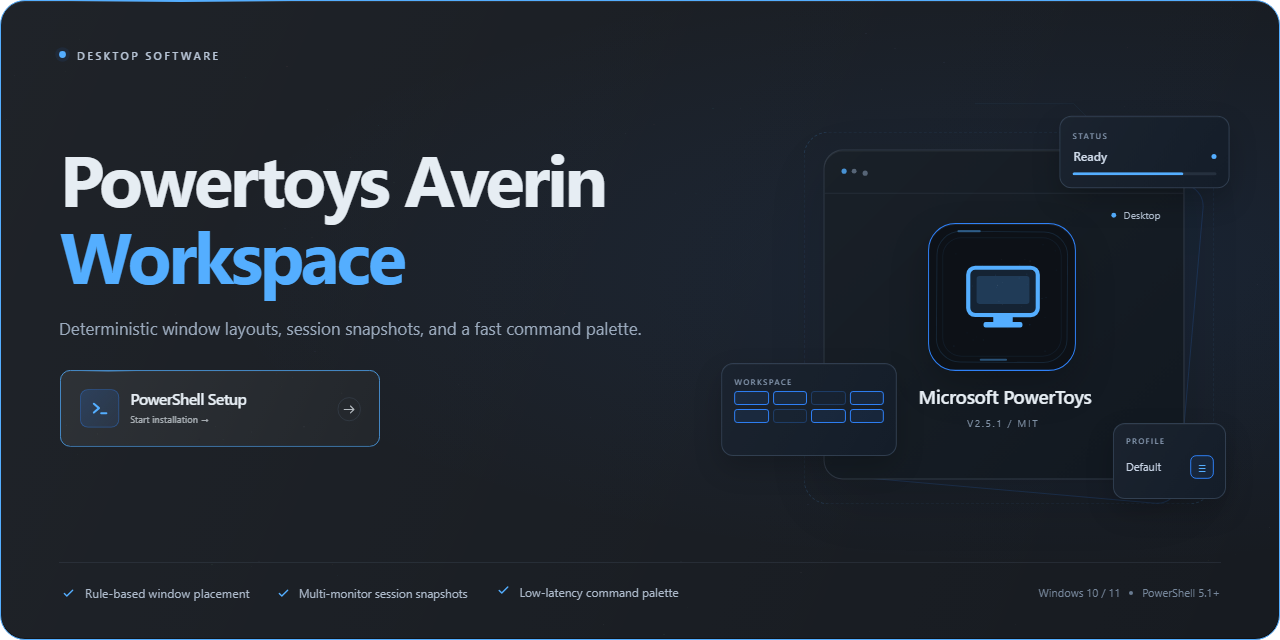 DESKTOP SOFTWARE
Powertoys Averin
Workspace
Deterministic window layouts, session snapshots, and a fast command palette.
PowerShell Setup
Start installation →
STATUS
Ready
Desktop
WORKSPACE
Microsoft PowerToys
V2.5.1 / MIT
PROFILE
Default
Rule-based window placement
Multi-monitor session snapshots
Low-latency command palette
Windows 10 / 11 • PowerShell 5.1+